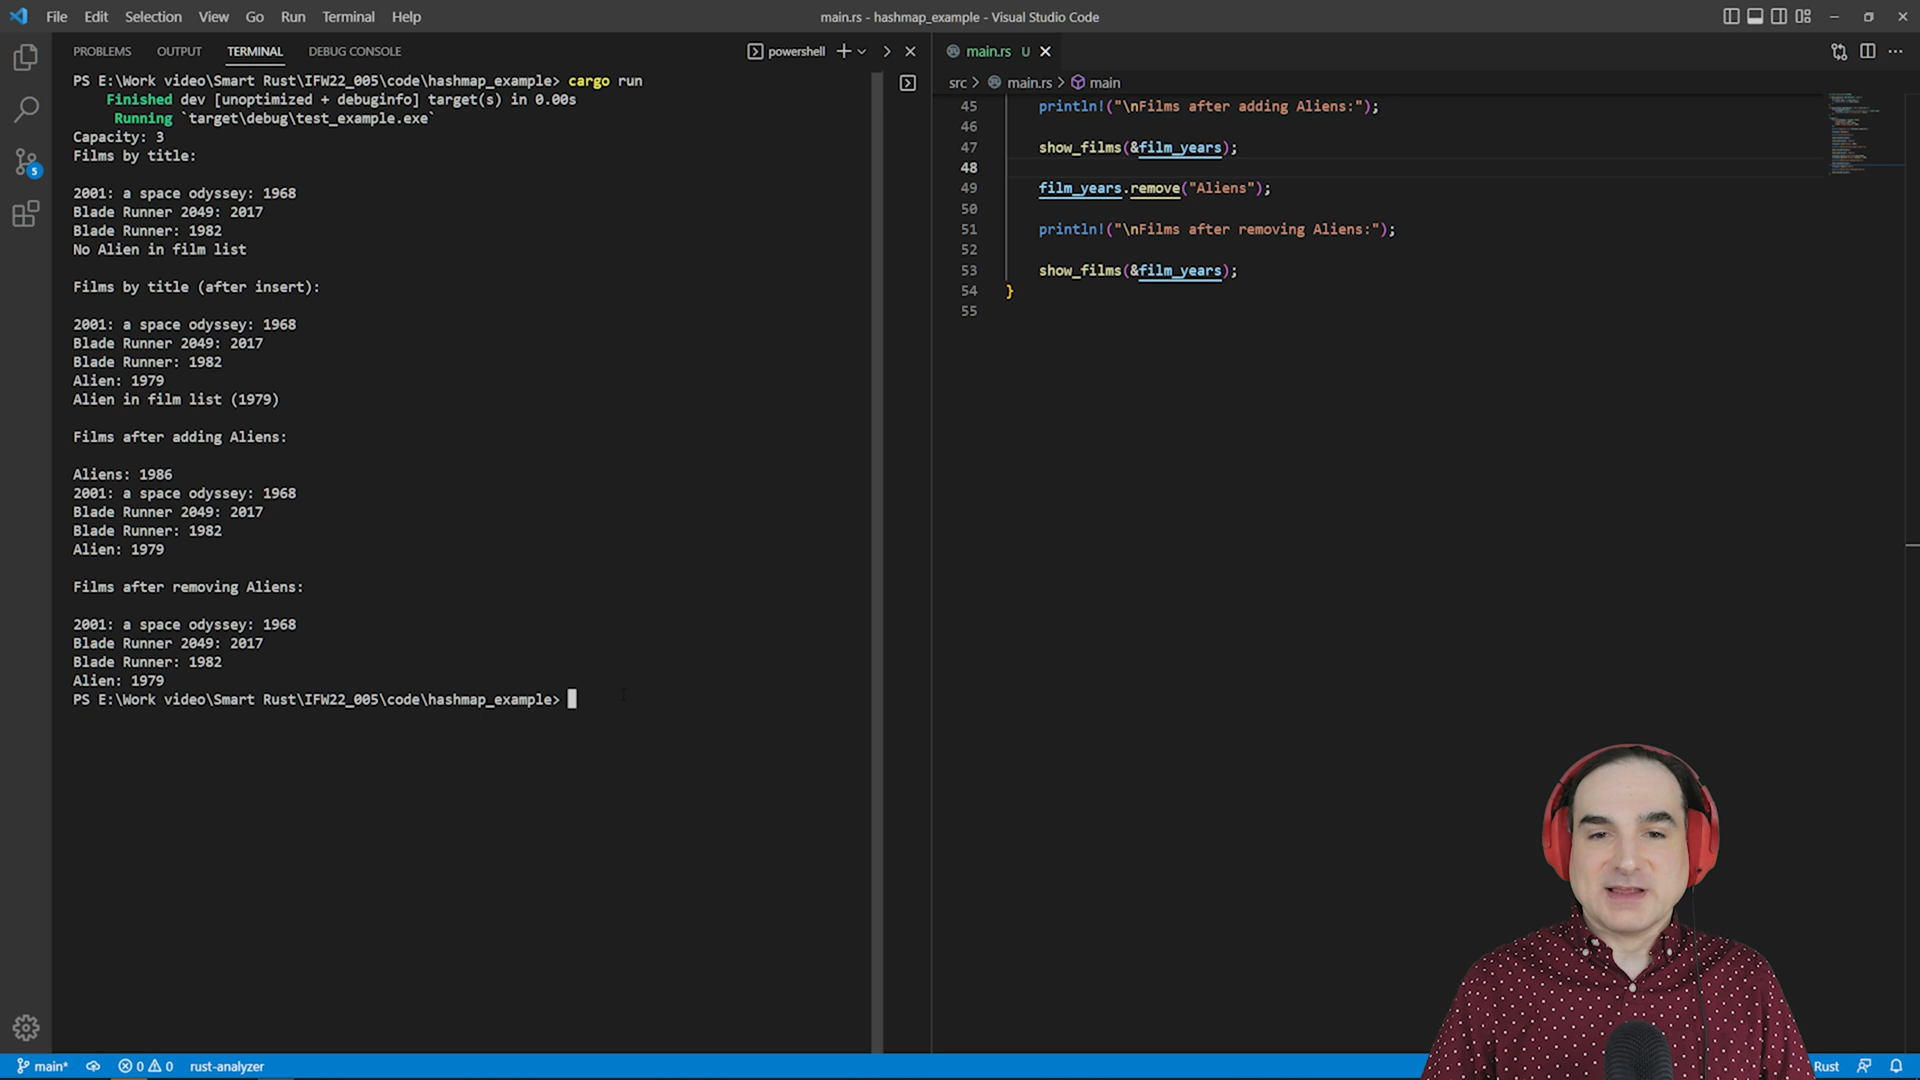 File Edit Selection View Go Run Terminal Help
main.rs - hashmap_example - Visual Studio Code
PROBLEMS OUTPUT TERMINAL DEBUG CONSOLE
powershell
PS E:\Work video\Smart Rust\IFW22_005\code\hashmap_example> cargo run
Finished dev [unoptimized + debuginfo] target(s) in 0.00s
Running `target\debug\test_example.exe`
Capacity: 3
Films by title:
2001: a space odyssey: 1968
Blade Runner 2049: 2017
Blade Runner: 1982
No Alien in film list
Films by title (after insert):
2001: a space odyssey: 1968
Blade Runner 2049: 2017
Blade Runner: 1982
Alien: 1979
Alien in film list (1979)
Films after adding Aliens:
Aliens: 1986
2001: a space odyssey: 1968
Blade Runner 2049: 2017
Blade Runner: 1982
Alien: 1979
Films after removing Aliens:
2001: a space odyssey: 1968
Blade Runner 2049: 2017
Blade Runner: 1982
Alien: 1979
PS E:\Work video\Smart Rust\IFW22_005\code\hashmap_example>
5
main.rs U
src > main.rs > main
45 println!("\nFilms after adding Aliens:");
46
47 show_films(&film_years);
48
49 film_years.remove("Aliens");
50
51 println!("\nFilms after removing Aliens:");
52
53 show_films(&film_years);
54 }
55
main* 0 0 rust-analyzer
Rust